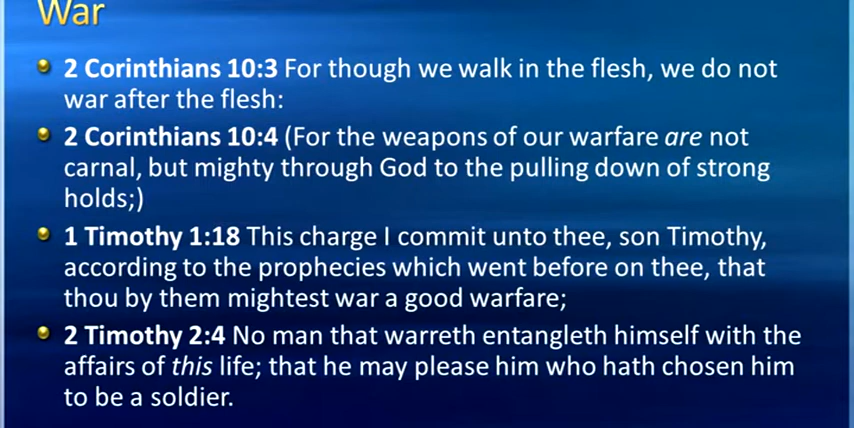 War
2 Corinthians 10:3 For though we walk in the flesh, we do not
war after the flesh:
2 Corinthians 10:4 (For the weapons of our warfare are not
carnal, but mighty through God to the pulling down of strong
holds;)
1 Timothy 1:18 This charge I commit unto thee, son Timothy,
according to the prophecies which went before on thee, that
thou by them mightest war a good warfare;
2 Timothy 2:4 No man that warreth entangleth himself with the
affairs of this life; that he may please him who hath chosen him
to be a soldier.